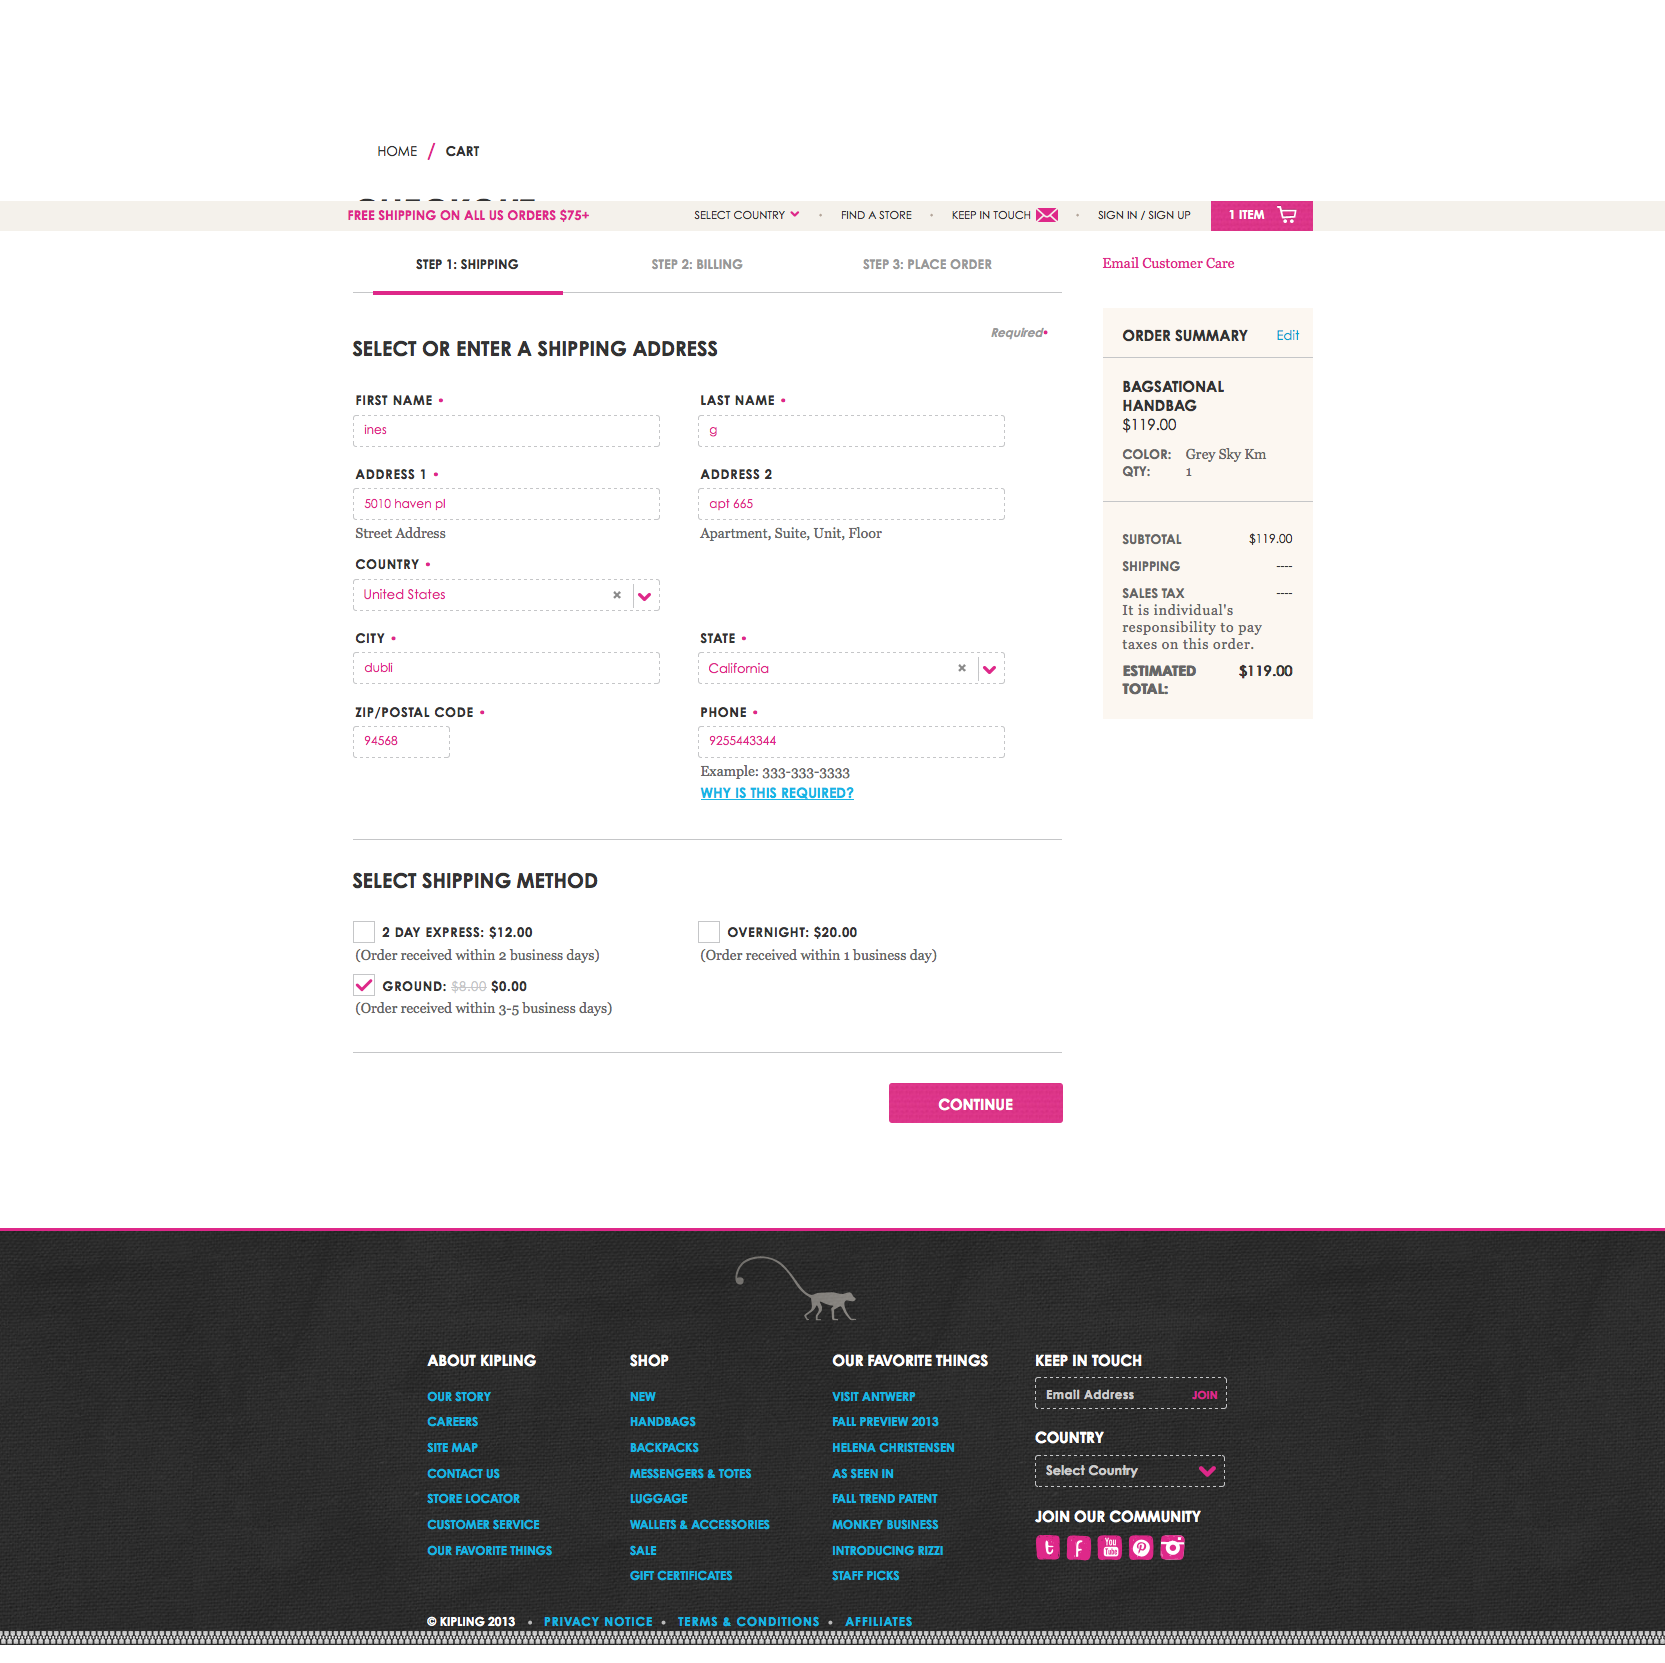 HOME / CART
CHECKOUT
FREE SHIPPING ON ALL US ORDERS $75+
SELECT COUNTRY • FIND A STORE • KEEP IN TOUCH • SIGN IN / SIGN UP
1 ITEM
STEP 1: SHIPPING
STEP 2: BILLING
STEP 3: PLACE ORDER
Email Customer Care
Required•
SELECT OR ENTER A SHIPPING ADDRESS
FIRST NAME •
LAST NAME •
ines
g
ADDRESS 1 •
ADDRESS 2
5010 haven pl
apt 665
Street Address
Apartment, Suite, Unit, Floor
COUNTRY •
United States ×
CITY •
STATE •
dubli
California ×
ZIP/POSTAL CODE •
PHONE •
94568
9255443344
Example: 333-333-3333
WHY IS THIS REQUIRED?
ORDER SUMMARY Edit
BAGSATIONAL
HANDBAG
$119.00
COLOR: Grey Sky Km
QTY: 1
SUBTOTAL $119.00
SHIPPING ----
SALES TAX ----
It is individual's
responsibility to pay
taxes on this order.
ESTIMATED $119.00
TOTAL:
SELECT SHIPPING METHOD
2 DAY EXPRESS: $12.00
(Order received within 2 business days)
OVERNIGHT: $20.00
(Order received within 1 business day)
GROUND: $8.00 $0.00
(Order received within 3-5 business days)
CONTINUE
ABOUT KIPLING
OUR STORY
CAREERS
SITE MAP
CONTACT US
STORE LOCATOR
CUSTOMER SERVICE
OUR FAVORITE THINGS
SHOP
NEW
HANDBAGS
BACKPACKS
MESSENGERS & TOTES
LUGGAGE
WALLETS & ACCESSORIES
SALE
GIFT CERTIFICATES
OUR FAVORITE THINGS
VISIT ANTWERP
FALL PREVIEW 2013
HELENA CHRISTENSEN
AS SEEN IN
FALL TREND PATENT
MONKEY BUSINESS
INTRODUCING RIZZI
STAFF PICKS
KEEP IN TOUCH
Email Address JOIN
COUNTRY
Select Country
JOIN OUR COMMUNITY
You
Tube
© KIPLING 2013 • PRIVACY NOTICE • TERMS & CONDITIONS • AFFILIATES